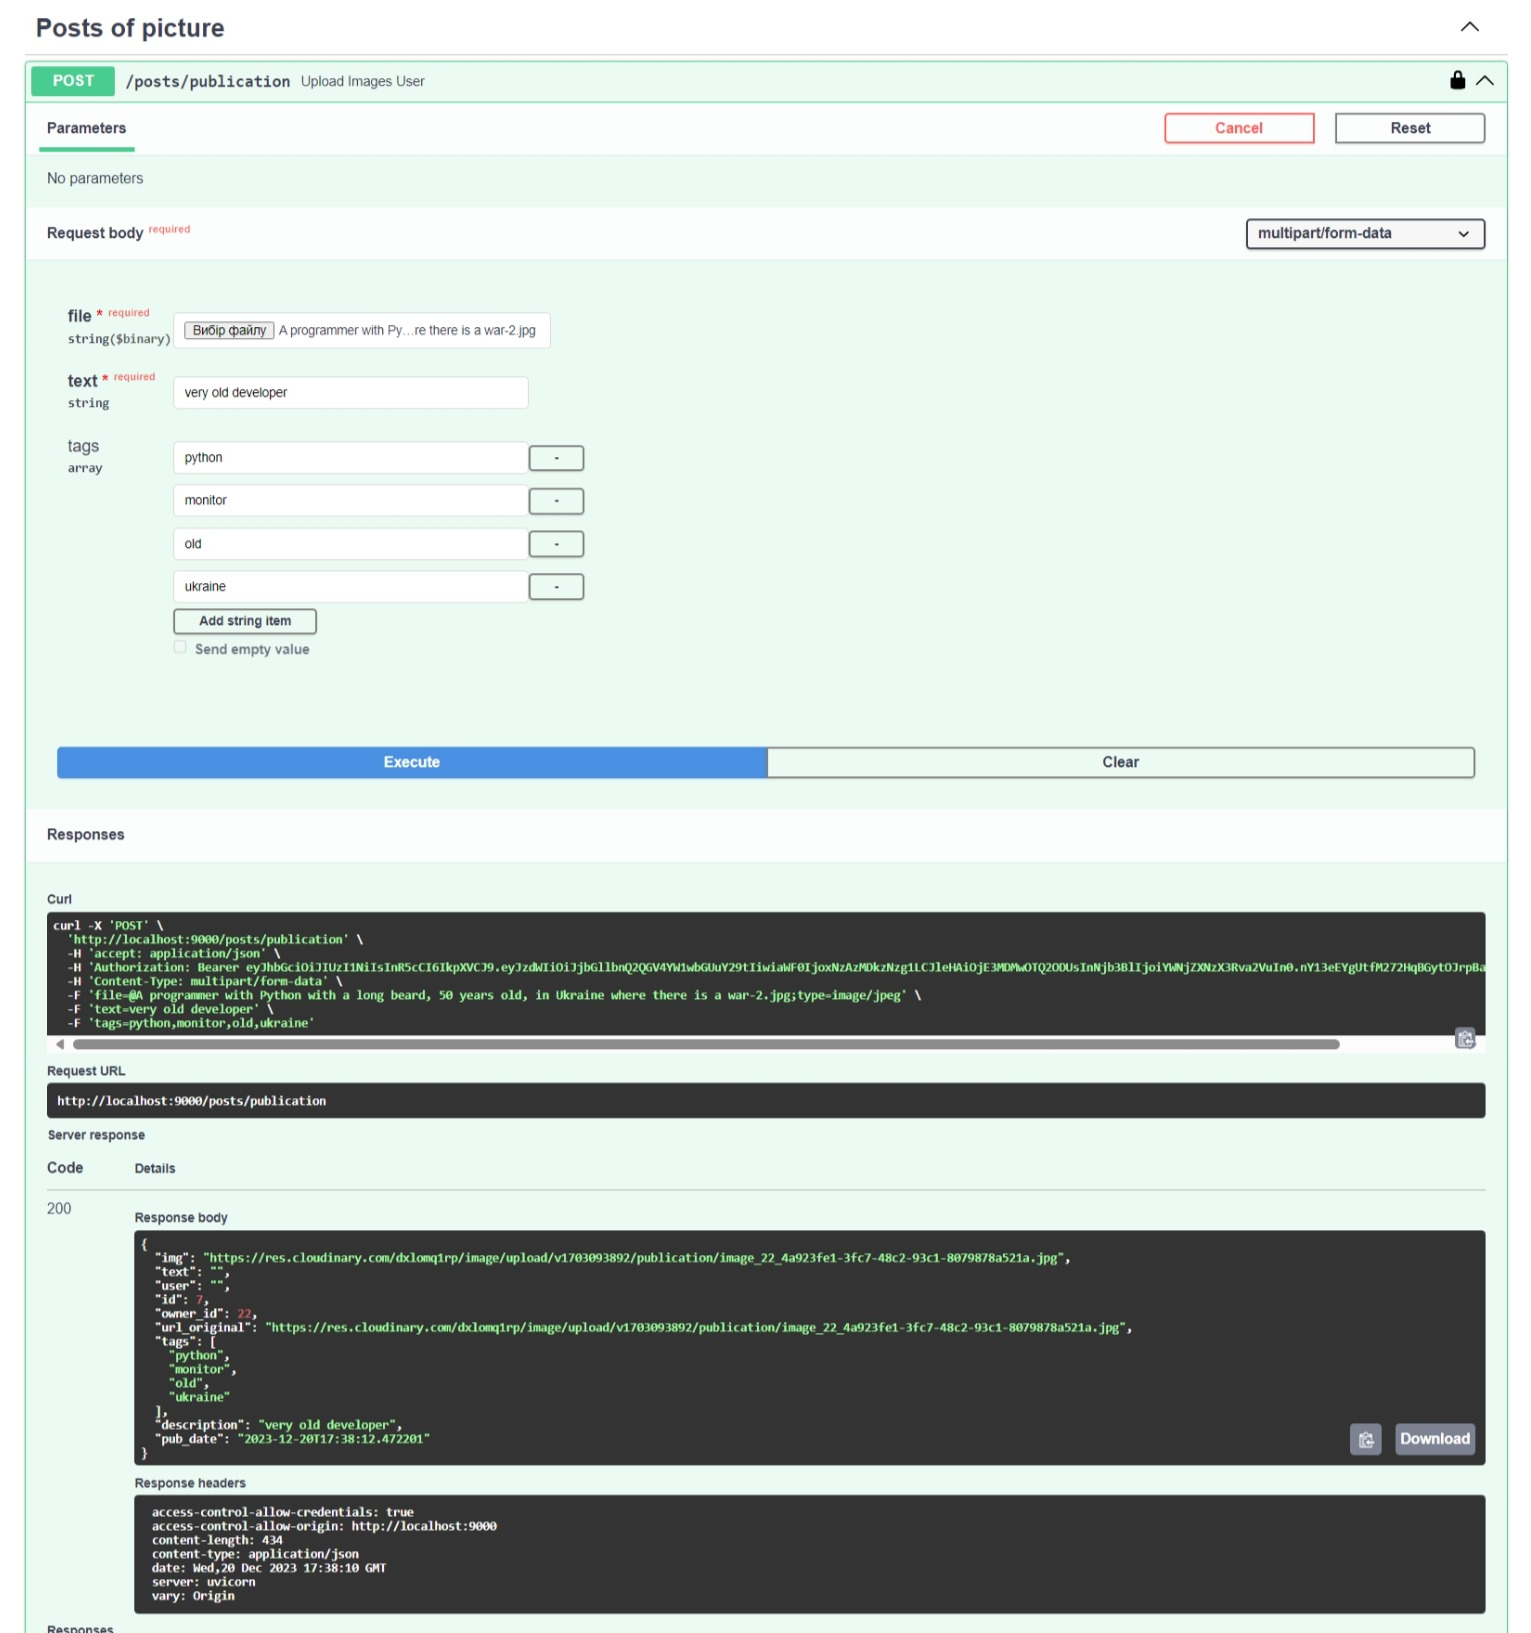 Posts of picture
POST /posts/publication Upload Images User
Parameters
Cancel
Reset
No parameters
Request body required
multipart/form-data
file * required
string($binary)
Вибір файлу A programmer with Py...re there is a war-2.jpg
text * required
string
very old developer
tags
array
python
-
monitor
-
old
-
ukraine
-
Add string item
Send empty value
Execute
Clear
Responses
Curl
curl -X 'POST' \
'http://localhost:9000/posts/publication' \
-H 'accept: application/json' \
-H 'Authorization: Bearer
-H 'Content-Type: multipart/form-data' \
-F 'file=@A programmer with Python with a long beard, 50 years old, in Ukraine where there is a war-2.jpg;type=image/jpeg' \
-F 'text=very old developer' \
-F 'tags=python,monitor,old,ukraine'
Request URL
http://localhost:9000/posts/publication
Server response
Code Details
200
Response body
{
"img": "https://res.cloudinary.com/dxlomq1rp/image/upload/v1703093892/publication/image_22_4a923fe1-3fc7-48c2-93c1-8079878a521a.jpg",
"text": "",
"user": "",
"id": 7,
"owner_id": 22,
"url_original": "https://res.cloudinary.com/dxlomq1rp/image/upload/v1703093892/publication/image_22_4a923fe1-3fc7-48c2-93c1-8079878a521a.jpg",
"tags": [
"python",
"monitor",
"old",
"ukraine"
],
"description": "very old developer",
"pub_date": "2023-12-20T17:38:12.472201"
}
Download
Response headers
access-control-allow-credentials: true
access-control-allow-origin: http://localhost:9000
content-length: 434
content-type: application/json
date: Wed,20 Dec 2023 17:38:10 GMT
server: uvicorn
vary: Origin
Responses